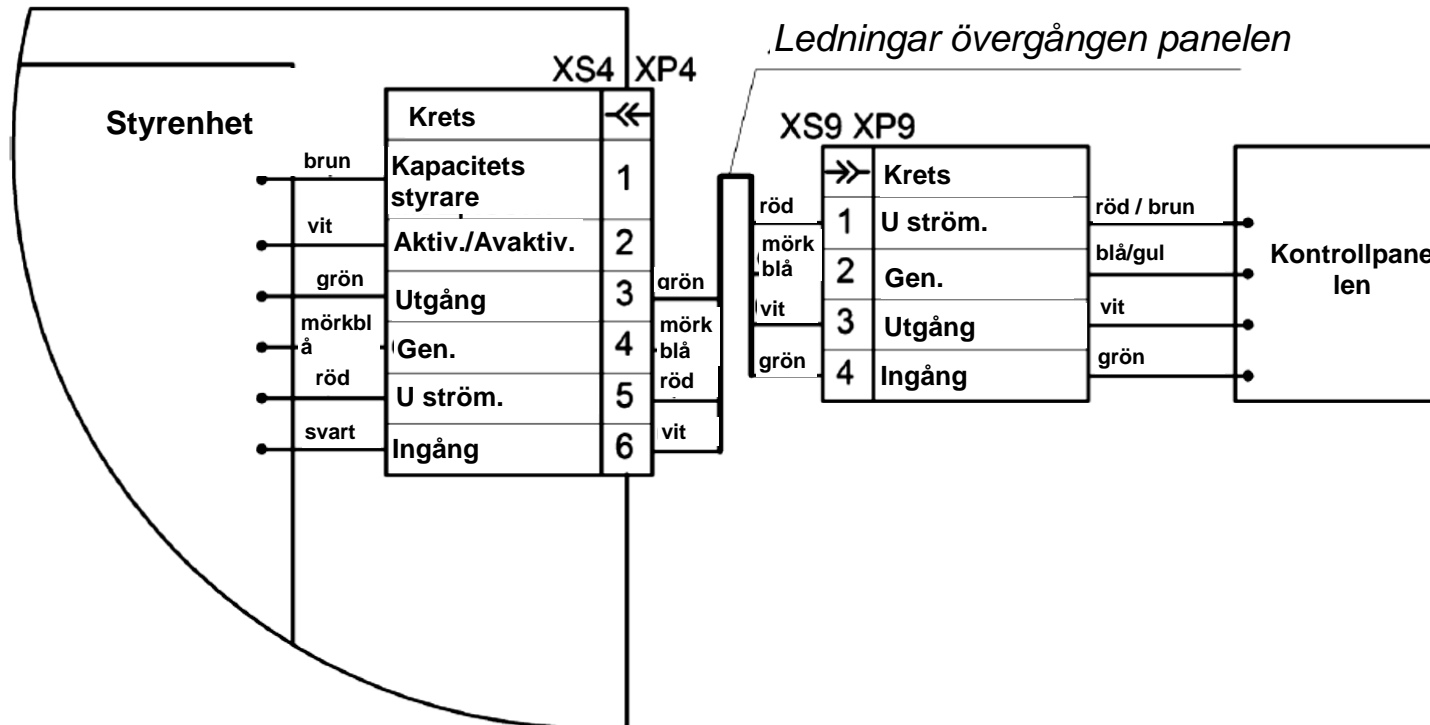 Ledningar övergången panelen
XS4 XP4
Styrenhet
Krets
brun
Kapacitets
styrare
1
vit
Aktiv./Avaktiv.
2
grön
Utgång
3
grön
mörkbl
å
Gen.
4
mörk
blå
röd
U ström.
5
röd
svart
Ingång
6
vit
XS9 XP9
Krets
röd
1
U ström.
röd / brun
mörk
blå
2
Gen.
blå/gul
vit
3
Utgång
vit
grön
4
Ingång
grön
Kontrollpane
len